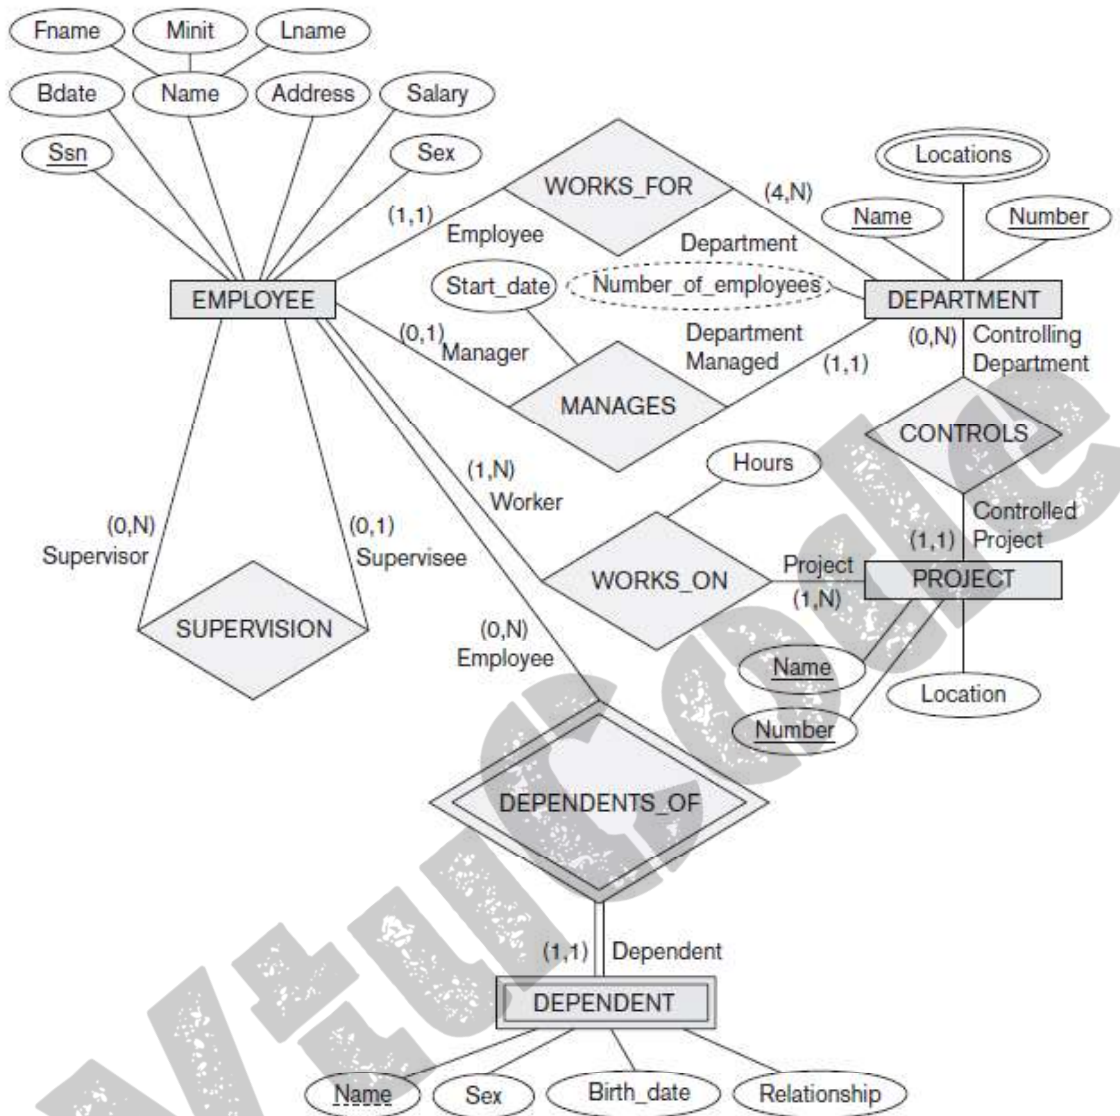 Fname Minit Lname
Bdate Name Address Salary
Ssn Sex
Locations
WORKS_FOR
(4,N)
Name Number
(1,1)
Employee
Department
Start_date
Number_of_employees
EMPLOYEE
DEPARTMENT
(0,1)
Manager
Department
Managed
(1,1)
(0,N)
Controlling
Department
MANAGES
CONTROLS
Hours
(1,N)
Worker
(0,N)
Supervisor
(0,1)
Supervisee
Controlled
Project
(1,1)
Project
(1,N)
WORKS_ON
PROJECT
SUPERVISION
(0,N)
Employee
Name
Location
Number
DEPENDENTS_OF
(1,1)
Dependent
DEPENDENT
Name Sex Birth_date Relationship
VtuCode